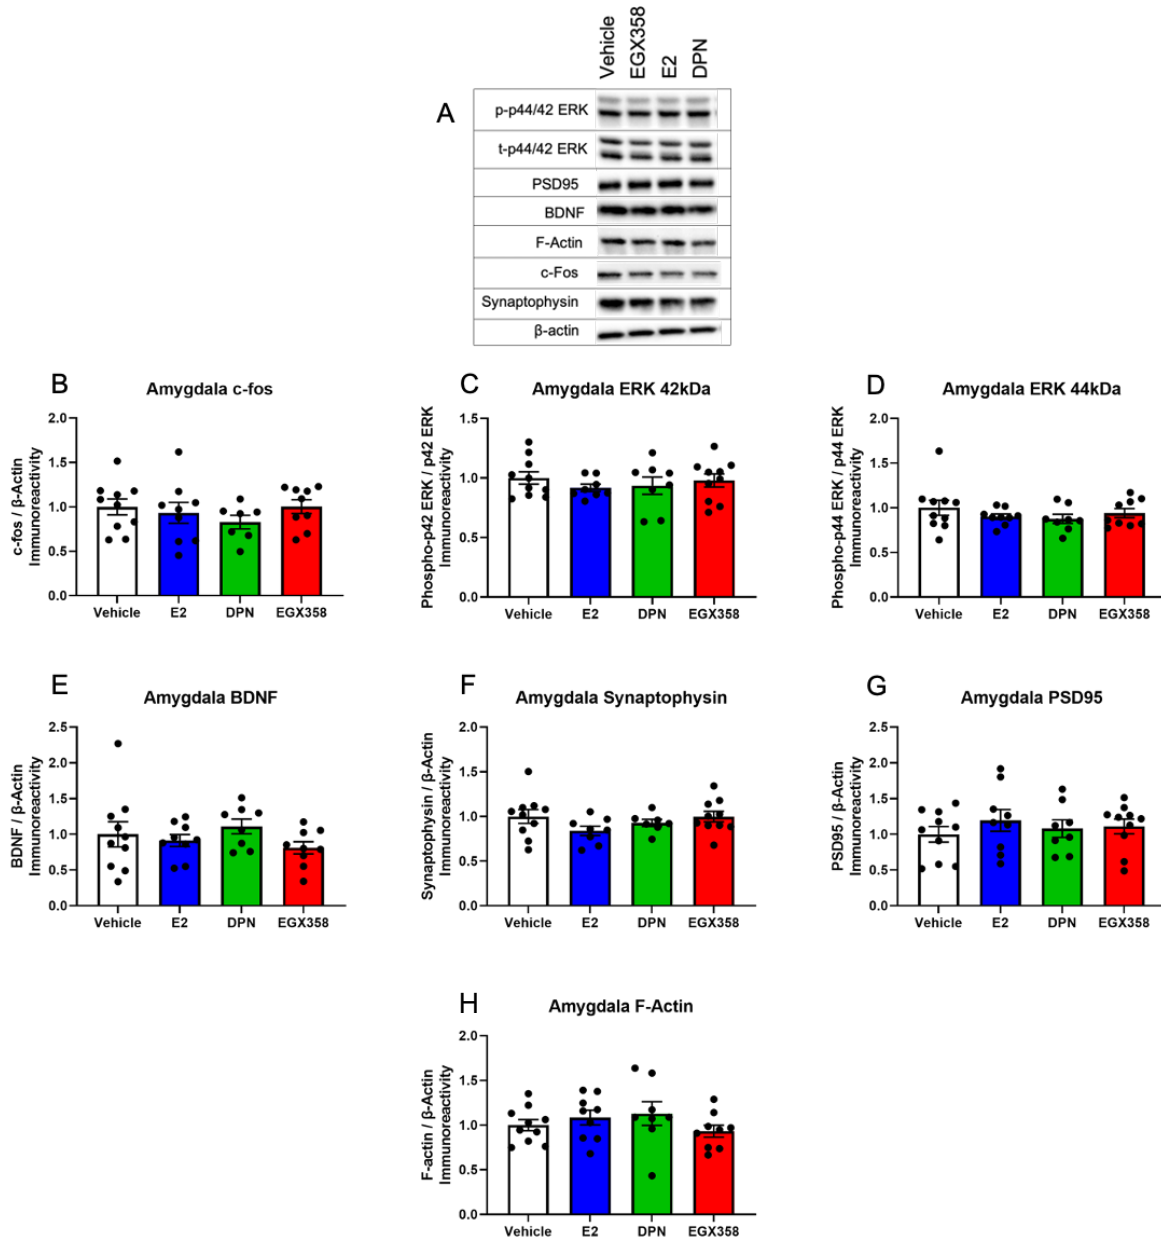 Vehicle
EGX358
E2
DPN
A
p-p44/42 ERK
t-p44/42 ERK
PSD95
BDNF
F-Actin
c-Fos
Synaptophysin
β-actin
B
Amygdala c-fos
c-fos / β-Actin
Immunoreactivity
2.0
1.5
1.0
0.5
0.0
Vehicle E2 DPN EGX358
C
Amygdala ERK 42kDa
Phospho-p42 ERK / p42 ERK
Immunoreactivity
1.5
1.0
0.5
0.0
Vehicle E2 DPN EGX358
D
Amygdala ERK 44kDa
Phospho-p44 ERK / p44 ERK
Immunoreactivity
2.0
1.5
1.0
0.5
0.0
Vehicle E2 DPN EGX358
E
Amygdala BDNF
BDNF / β-Actin
Immunoreactivity
2.5
2.0
1.5
1.0
0.5
0.0
Vehicle E2 DPN EGX358
F
Amygdala Synaptophysin
Synaptophysin / β-Actin
Immunoreactivity
2.0
1.5
1.0
0.5
0.0
Vehicle E2 DPN EGX358
G
Amygdala PSD95
PSD95 / β-Actin
Immunoreactivity
2.5
2.0
1.5
1.0
0.5
0.0
Vehicle E2 DPN EGX358
H
Amygdala F-Actin
F-actin / β-Actin
Immunoreactivity
2.0
1.5
1.0
0.5
0.0
Vehicle E2 DPN EGX358